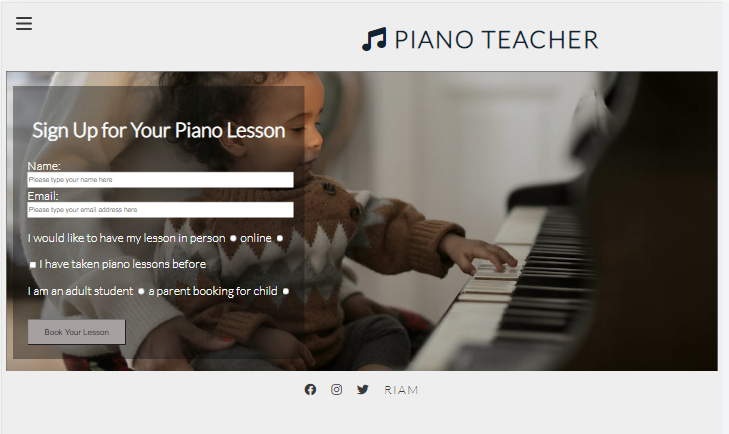 PIANO TEACHER
Sign Up for Your Piano Lesson
Name:
Please type your name here
Email:
Please type your email address here
I would like to have my lesson in person online
I have taken piano lessons before
I am an adult student a parent booking for child
Book Your Lesson
RIAM